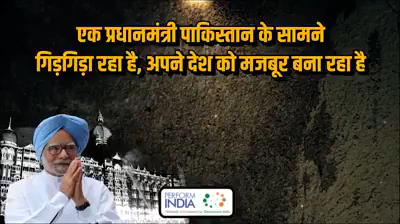 एक प्रधानमंत्री पाकिस्तान के सामने
गिड़गिड़ा रहा है, अपने देश को मजबूर बना रहा है
PERFORM
INDIA